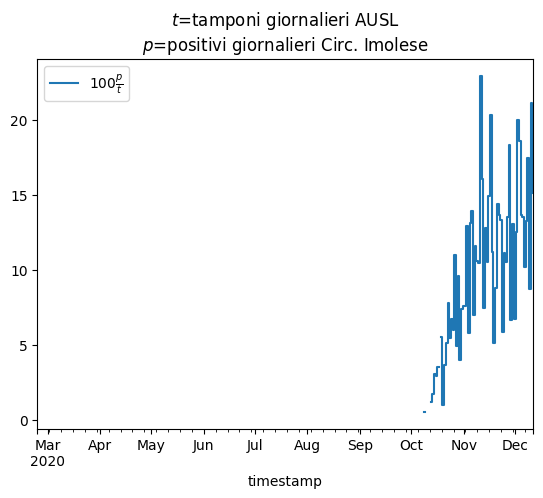 t=tamponi giornalieri AUSL
p=positivi giornalieri Circ. Imolese
100 p/t
20
15
10
5
0
Mar Apr May Jun Jul Aug Sep Oct Nov Dec
2020
timestamp